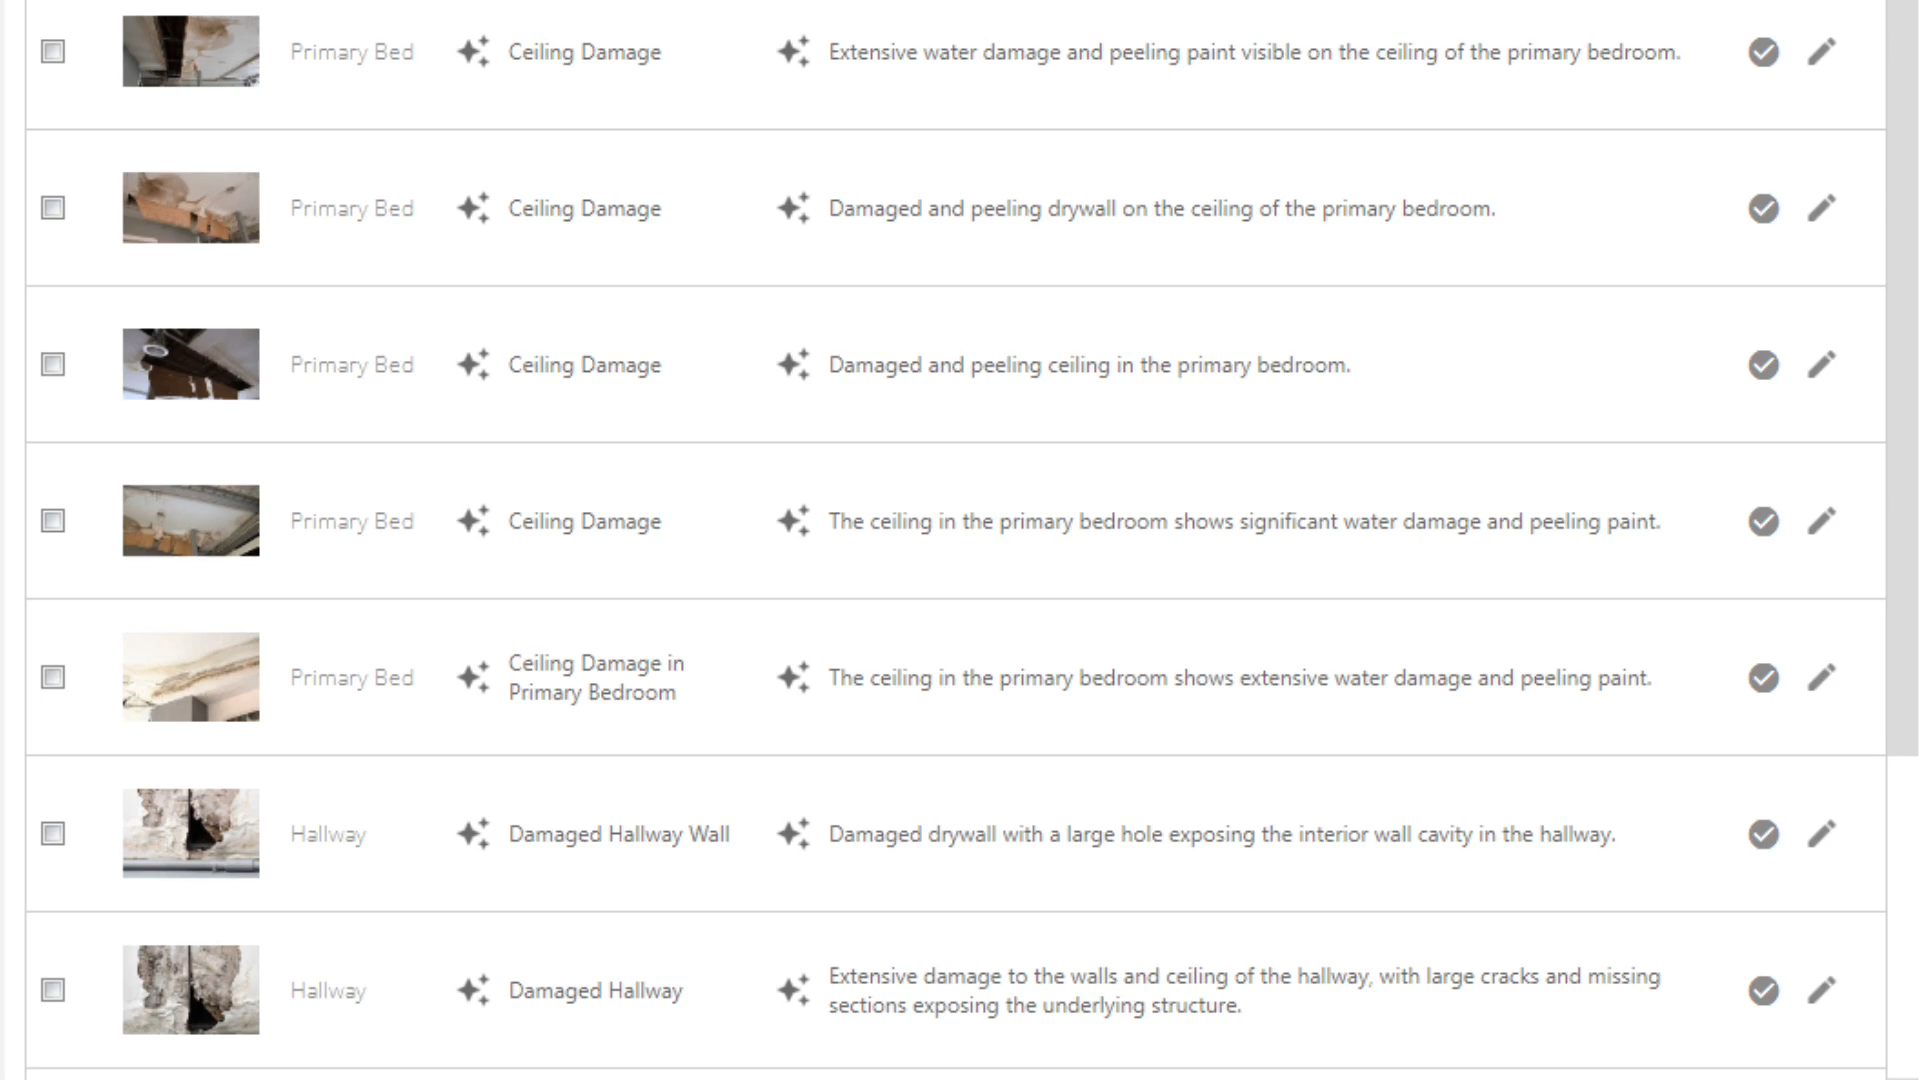 Primary Bed Ceiling Damage Extensive water damage and peeling paint visible on the ceiling of the primary bedroom.
Primary Bed Ceiling Damage Damaged and peeling drywall on the ceiling of the primary bedroom.
Primary Bed Ceiling Damage Damaged and peeling ceiling in the primary bedroom.
Primary Bed Ceiling Damage The ceiling in the primary bedroom shows significant water damage and peeling paint.
Primary Bed
Ceiling Damage in
Primary Bedroom
The ceiling in the primary bedroom shows extensive water damage and peeling paint.
Hallway Damaged Hallway Wall Damaged drywall with a large hole exposing the interior wall cavity in the hallway.
Hallway Damaged Hallway
Extensive damage to the walls and ceiling of the hallway, with large cracks and missing
sections exposing the underlying structure.